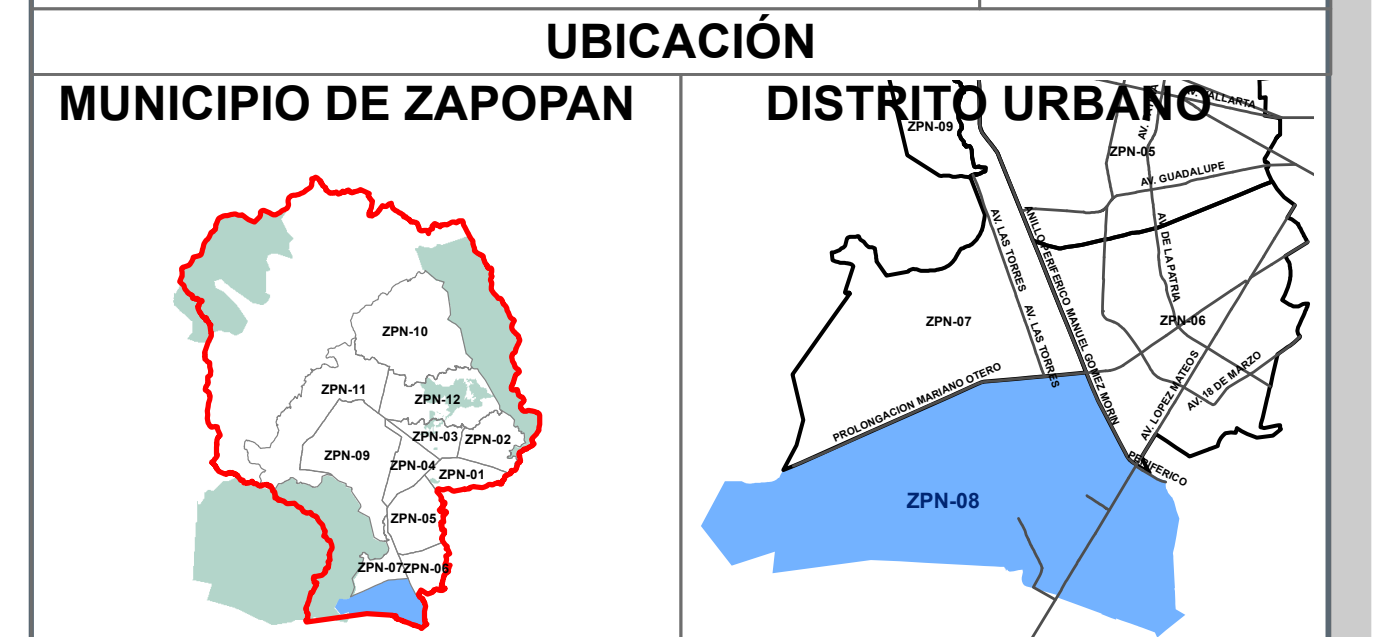 UBICACIÓN
MUNICIPIO DE ZAPOPAN
ZPN-10
ZPN-11
ZPN-12
ZPN-03
ZPN-02
ZPN-09
ZPN-04
ZPN-01
ZPN-05
ZPN-07
ZPN-06
DISTRITO URBANO
ZPN-09
ZPN-05
AV. GUADALUPE
AV. LAS TORRES
ANILLO PERIFERICO MANUEL GOMEZ MORIN
AV. DE LA PATRIA
ZPN-07
AV. LAS TORRES
ZPN-06
PROLONGACION MARIANO OTERO
AV. LOPEZ MATEOS
AV. 18 DE MARZO
PERIFERICO
ZPN-08